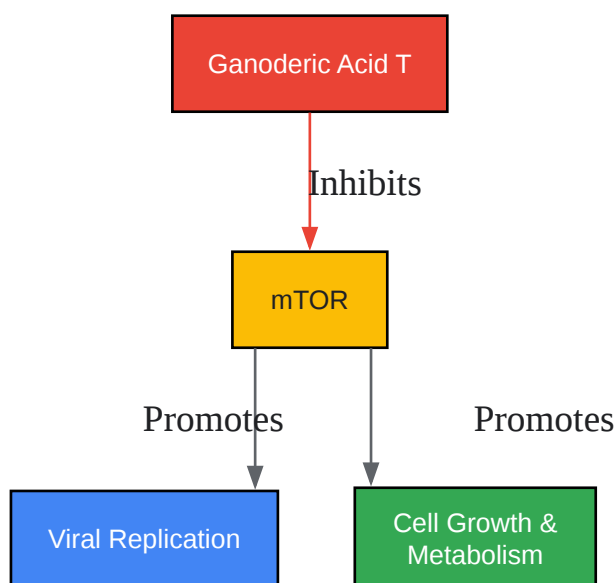 Ganoderic Acid T
Inhibits
mTOR
Promotes
Promotes
Viral Replication
Cell Growth &
Metabolism